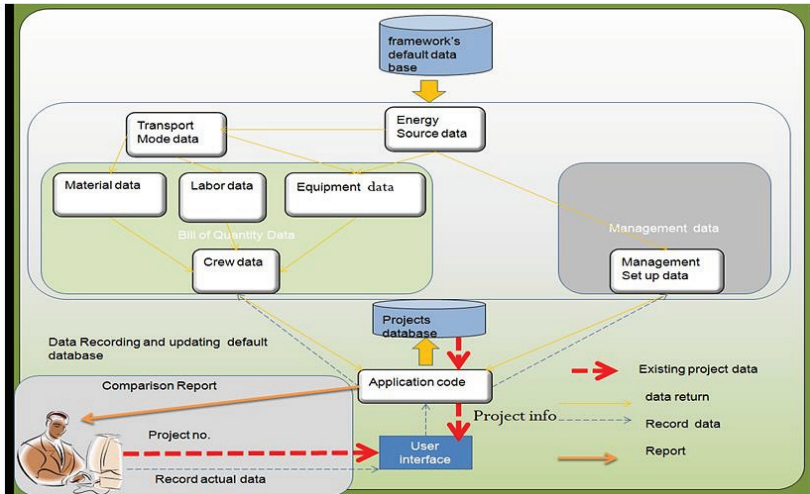 framework's
default data
base
Transport
Mode data
Energy
Source data
Material data
Labor data
Equipment data
Bill of Quantity Data
Management data
Crew data
Management
Set up data
Projects
database
Data Recording and updating default
database
Comparison Report
Application code
Existing project data
data return
Project info
Record data
Project no.
User
interface
Report
Record actual data